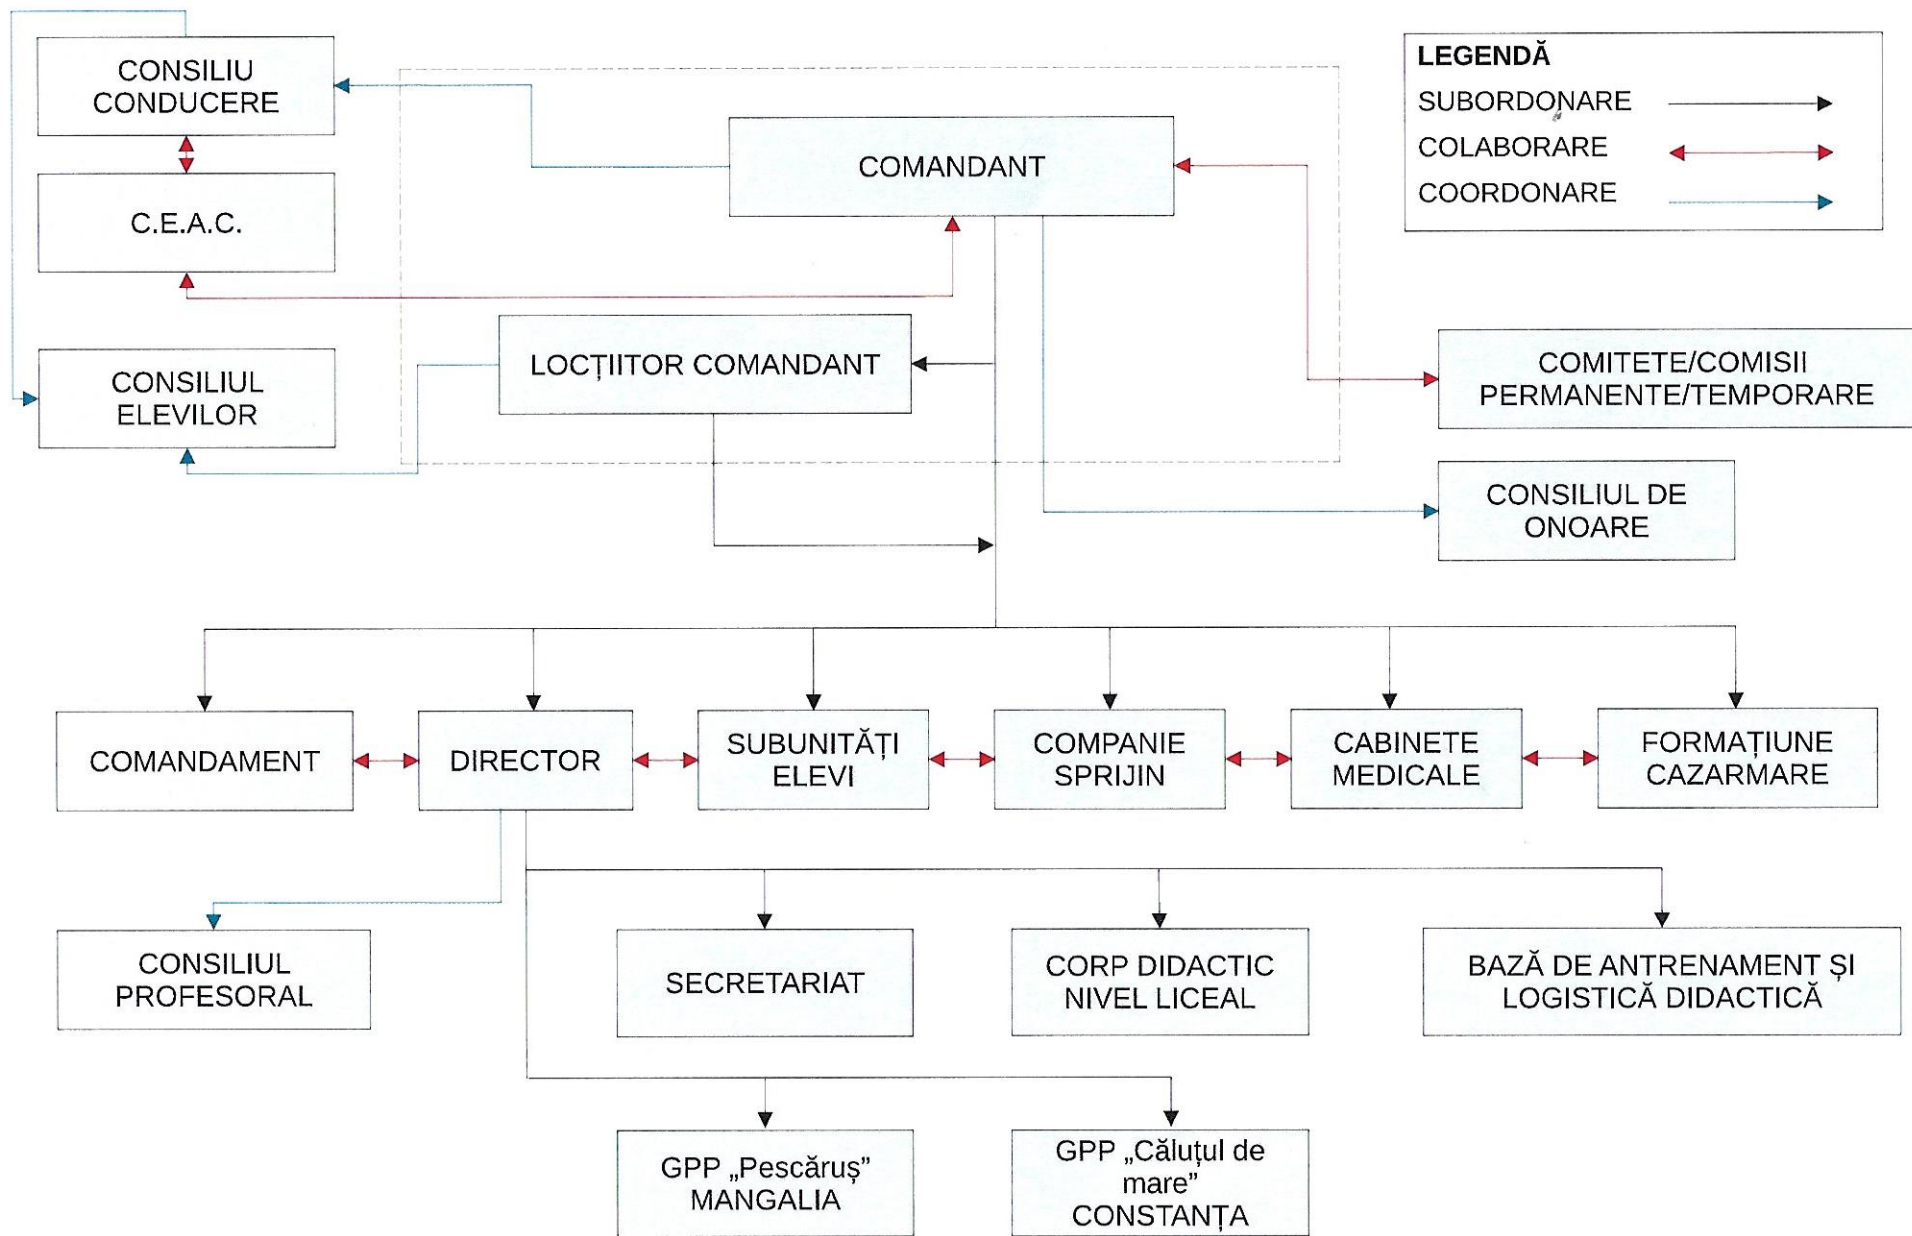 CONSILIU
CONDUCERE
C.E.A.C.
CONSILIUL
ELEVILOR
COMANDANT
LOCȚIITOR COMANDANT
LEGENDĂ
SUBORDONARE
COLABORARE
COORDONARE
COMITETE/COMISII
PERMANENTE/TEMPORARE
CONSILIUL DE
ONOARE
COMANDAMENT
DIRECTOR
SUBUNITĂȚI
ELEVI
COMPANIE
SPRIJIN
CABINETE
MEDICALE
FORMAȚIUNE
CAZARMARE
CONSILIUL
PROFESORAL
SECRETARIAT
CORP DIDACTIC
NIVEL LICEAL
BAZĂ DE ANTRENAMENT ȘI
LOGISTICĂ DIDACTICĂ
GPP „Pescăruș”
MANGALIA
GPP „Căluțul de
mare”
CONSTANȚA